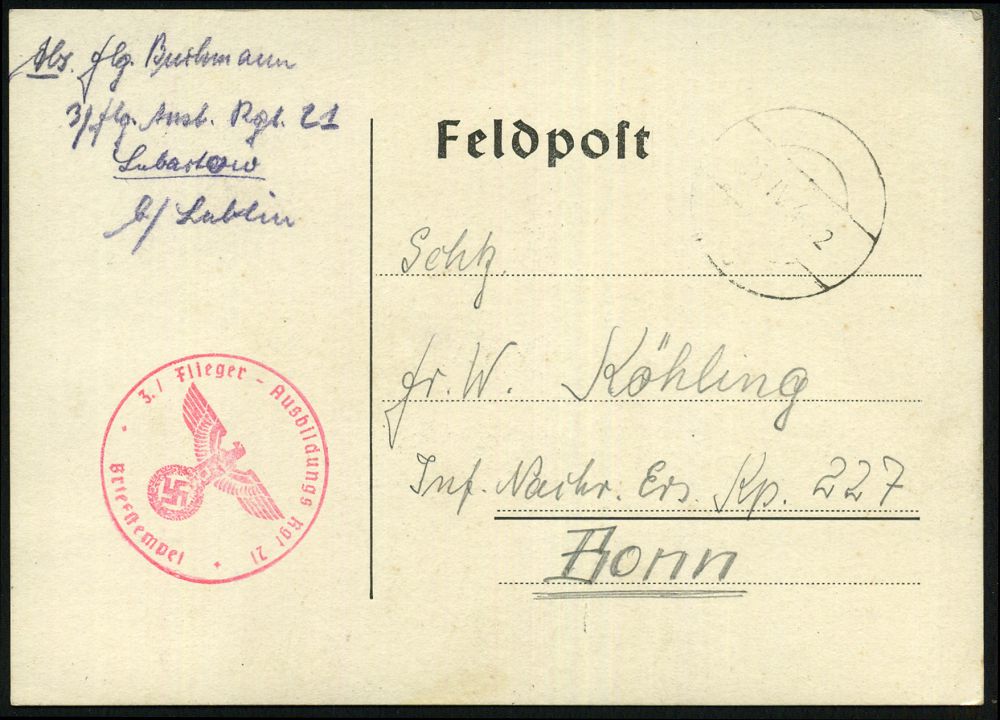 Abs. Flg. Buchmann
3/Flg. Ausb. Rgt. 21
Lubartow
b/ Lublin
Feldpost
2
Schtz.
Fr. W. Köhling
Inf. Nachr. Ers. Kp. 227
Bonn
3./ Flieger - Ausbildungs Rgt 21
Briefstempel